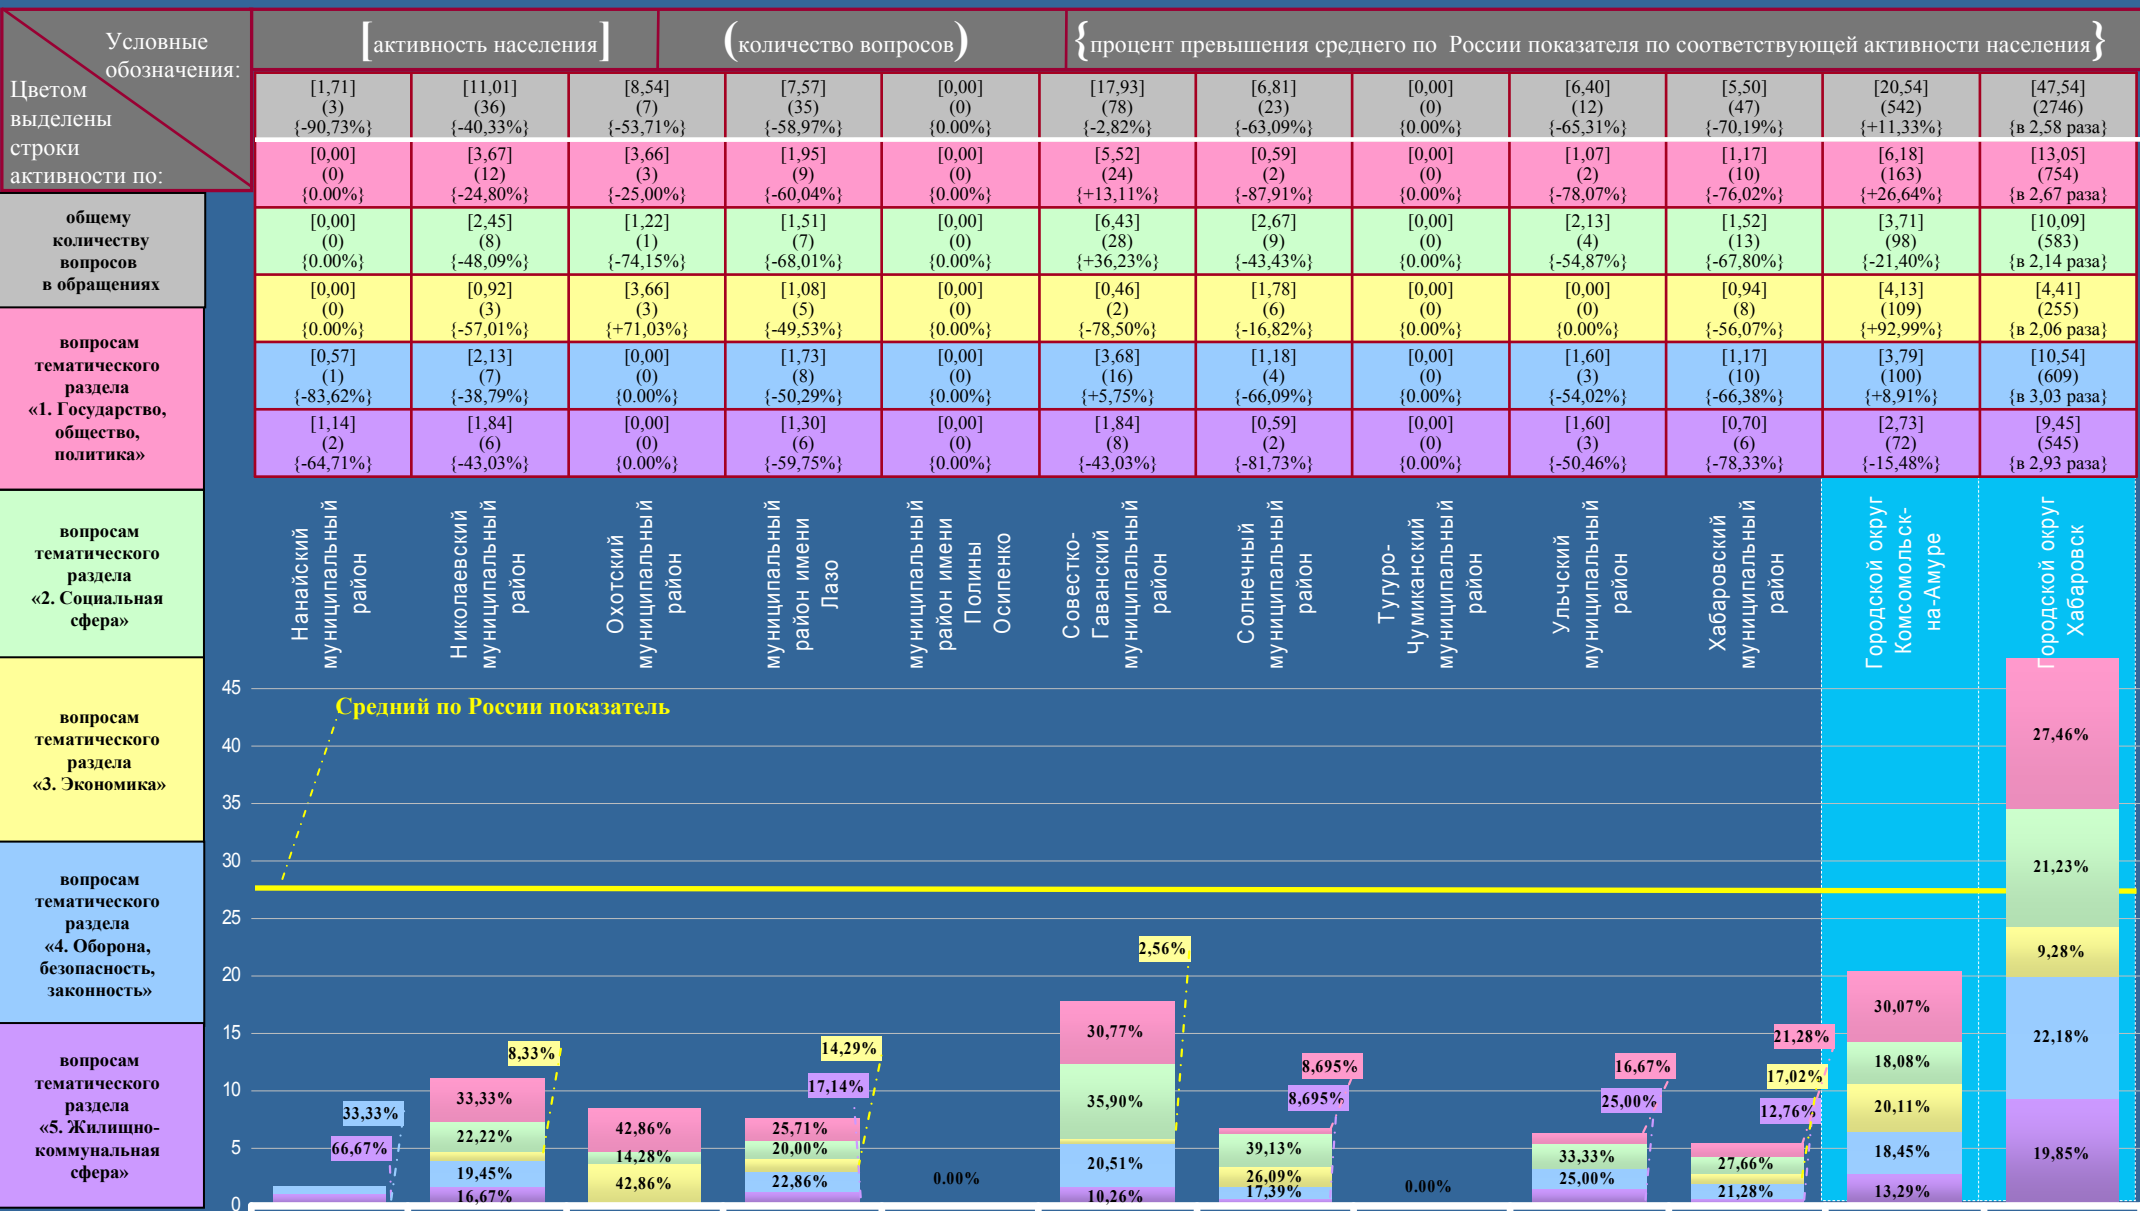 Условные
обозначения:
Цветом
выделены
строки
активности по:
[активность населения]
(количество вопросов)
{процент превышения среднего по России показателя по соответствующей активности населения}
[1,71] [11,01] [8,54] [7,57] [0,00] [17,93] [6,81] [0,00] [6,40] [5,50] [20,54] [47,54]
(3) (36) (7) (35) (0) (78) (23) (0) (12) (47) (542) (2746)
{-90,73%} {-40,33%} {-53,71%} {-58,97%} {0.00%} {-2,82%} {-63,09%} {0.00%} {-65,31%} {-70,19%} {+11,33%} {в 2,58 раза}
[0,00] [3,67] [3,66] [1,95] [0,00] [5,52] [0,59] [0,00] [1,07] [1,17] [6,18] [13,05]
(0) (12) (3) (9) (0) (24) (2) (0) (2) (10) (163) (754)
{0.00%} {-24,80%} {-25,00%} {-60,04%} {0.00%} {+13,11%} {-87,91%} {0.00%} {-78,07%} {-76,02%} {+26,64%} {в 2,67 раза}
[0,00] [2,45] [1,22] [1,51] [0,00] [6,43] [2,67] [0,00] [2,13] [1,52] [3,71] [10,09]
(0) (8) (1) (7) (0) (28) (9) (0) (4) (13) (98) (583)
{0.00%} {-48,09%} {-74,15%} {-68,01%} {0.00%} {+36,23%} {-43,43%} {0.00%} {-54,87%} {-67,80%} {-21,40%} {в 2,14 раза}
[0,00] [0,92] [3,66] [1,08] [0,00] [0,46] [1,78] [0,00] [0,00] [0,94] [4,13] [4,41]
(0) (3) (3) (5) (0) (2) (6) (0) (0) (8) (109) (255)
{0.00%} {-57,01%} {+71,03%} {-49,53%} {0.00%} {-78,50%} {-16,82%} {0.00%} {0.00%} {-56,07%} {+92,99%} {в 2,06 раза}
[0,57] [2,13] [0,00] [1,73] [0,00] [3,68] [1,18] [0,00] [1,60] [1,17] [3,79] [10,54]
(1) (7) (0) (8) (0) (16) (4) (0) (3) (10) (100) (609)
{-83,62%} {-38,79%} {0.00%} {-50,29%} {0.00%} {+5,75%} {-66,09%} {0.00%} {-54,02%} {-66,38%} {+8,91%} {в 3,03 раза}
[1,14] [1,84] [0,00] [1,30] [0,00] [1,84] [0,59] [0,00] [1,60] [0,70] [2,73] [9,45]
(2) (6) (0) (6) (0) (8) (2) (0) (3) (6) (72) (545)
{-64,71%} {-43,03%} {0.00%} {-59,75%} {0.00%} {-43,03%} {-81,73%} {0.00%} {-50,46%} {-78,33%} {-15,48%} {в 2,93 раза}
общему
количеству
вопросов
в обращениях
вопросам
тематического
раздела
«1. Государство,
общество,
политика»
вопросам
тематического
раздела
«2. Социальная
сфера»
вопросам
тематического
раздела
«3. Экономика»
вопросам
тематического
раздела
«4. Оборона,
безопасность,
законность»
вопросам
тематического
раздела
«5. Жилищно-
коммунальная
сфера»
Нанайский
муниципальный
район
Николаевский
муниципальный
район
Охотский
муниципальный
район
муниципальный
район имени
Лазо
муниципальный
район имени
Полины
Осипенко
Совестко-
Гаванский
муниципальный
район
Солнечный
муниципальный
район
Тугуро-
Чумиканский
муниципальный
район
Ульчский
муниципальный
район
Хабаровский
муниципальный
район
Городской округ
Комсомольск-
на-Амуре
Городской округ
Хабаровск
45
40
35
30
25
20
15
10
5
0
Средний по России показатель
33,33%
66,67%
8,33%
33,33%
22,22%
19,45%
16,67%
42,86%
14,28%
42,86%
14,29%
17,14%
25,71%
20,00%
22,86%
0.00%
2,56%
30,77%
35,90%
20,51%
10,26%
8,695%
8,695%
39,13%
26,09%
17,39%
0.00%
16,67%
25,00%
33,33%
25,00%
21,28%
17,02%
12,76%
27,66%
21,28%
30,07%
18,08%
20,11%
18,45%
13,29%
27,46%
21,23%
9,28%
22,18%
19,85%